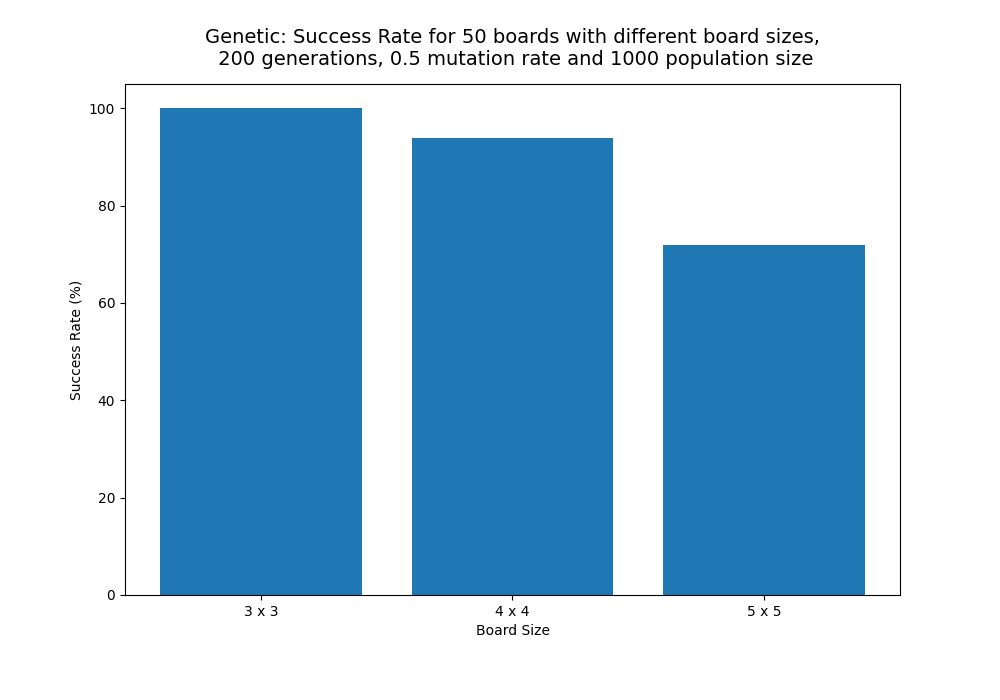 Genetic: Success Rate for 50 boards with different board sizes,
200 generations, 0.5 mutation rate and 1000 population size
100
80
60
40
20
0
Success Rate (%)
3 x 3
4 x 4
5 x 5
Board Size